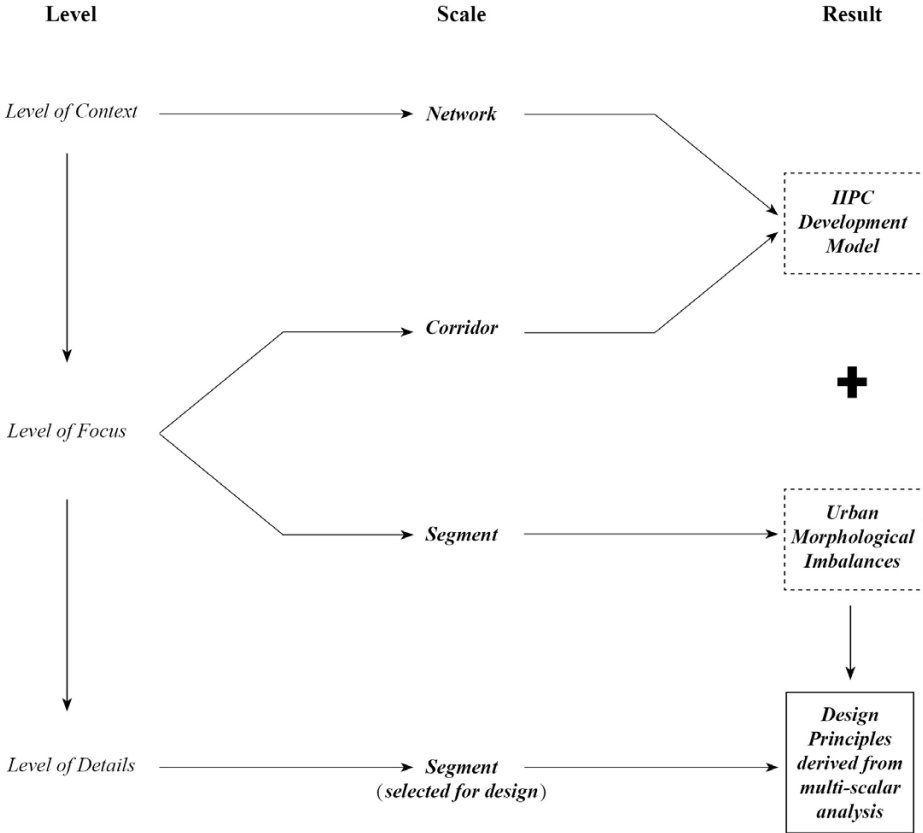 Level Scale Result
Level of Context Network
IIPC
Development
Model
Corridor
+
Level of Focus
Segment
Urban
Morphological
Imbalances
Level of Details Segment
(selected for design)
Design
Principles
derived from
multi-scalar
analysis